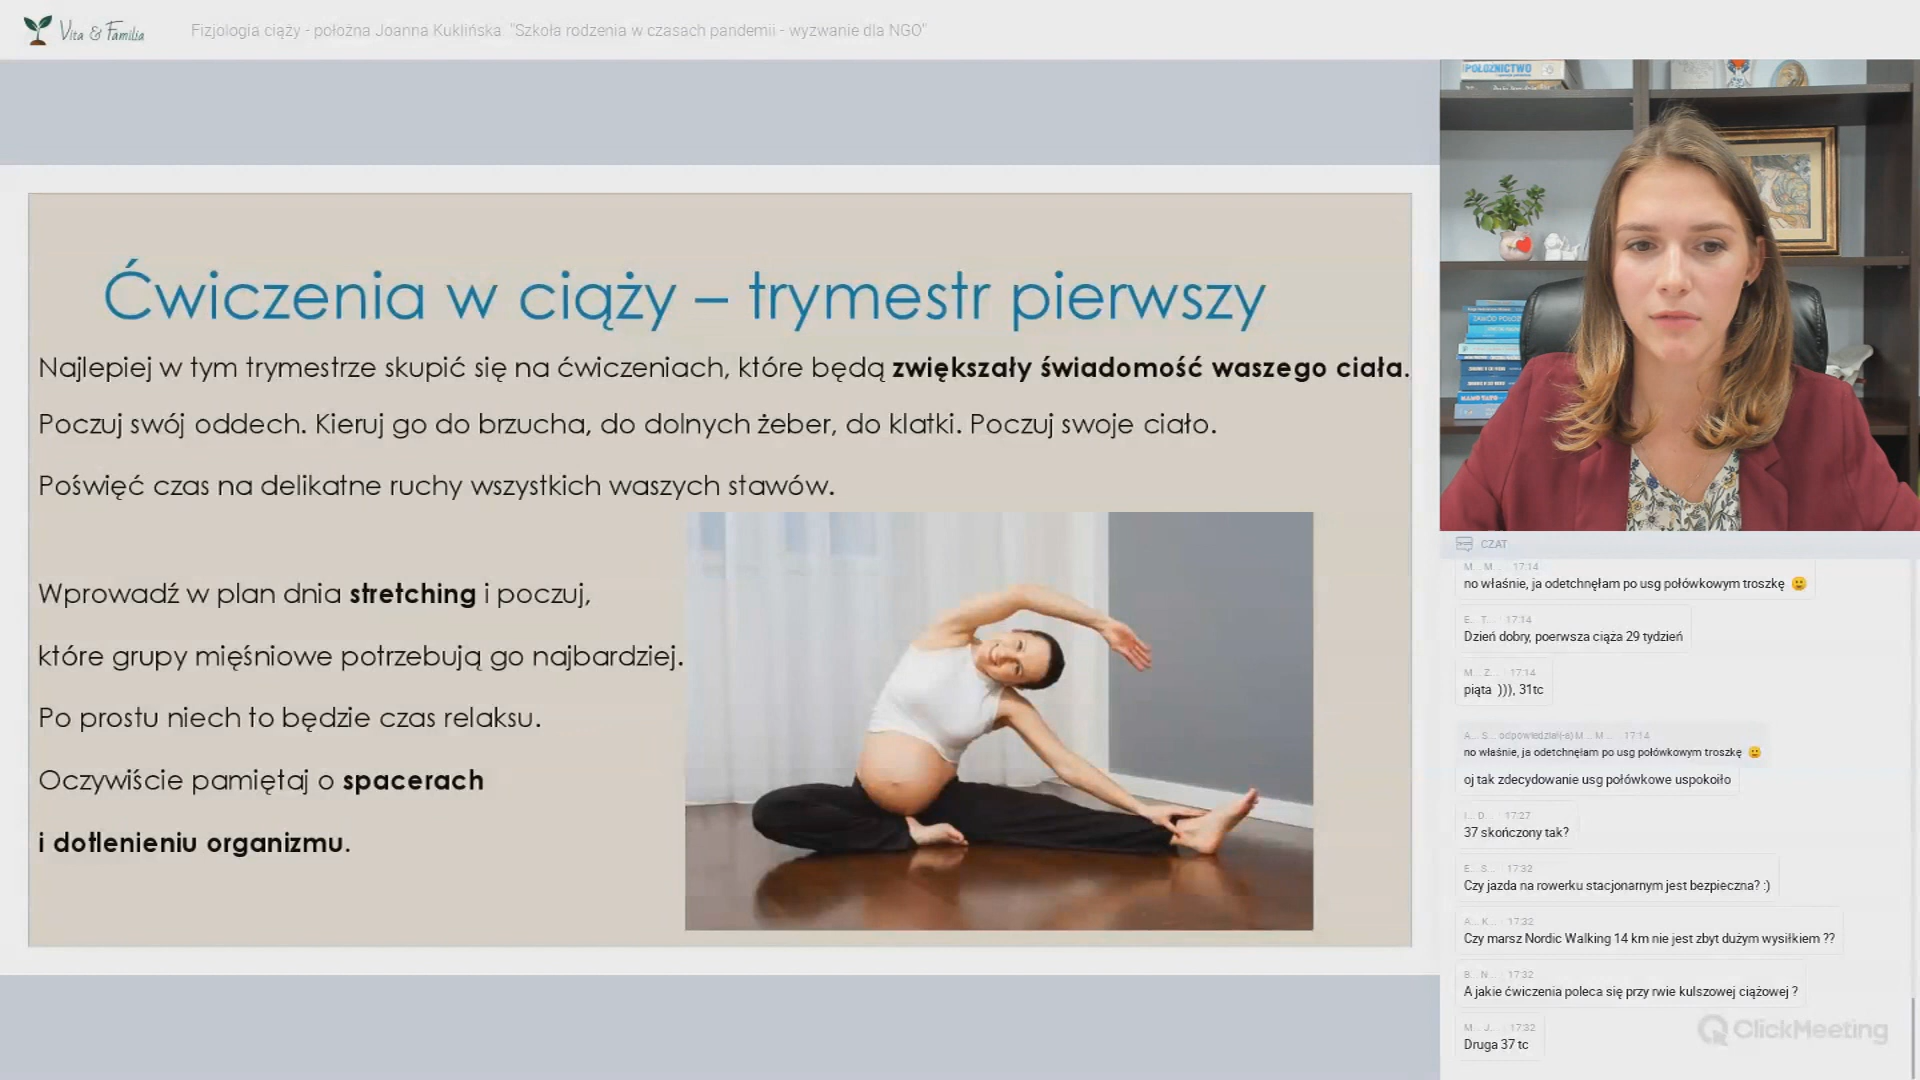 Vita & Familia
Fizjologia ciąży - położna Joanna Kuklińska. "Szkoła rodzenia w czasach pandemii - wyzwanie dla NGO"
POŁOŻNICTWO
Ćwiczenia w ciąży – trymestr pierwszy
Najlepiej w tym trymestrze skupić się na ćwiczeniach, które będą zwiększały świadomość waszego ciała.
Poczuj swój oddech. Kieruj go do brzucha, do dolnych żeber, do klatki. Poczuj swoje ciało.
Poświęć czas na delikatne ruchy wszystkich waszych stawów.
Wprowadź w plan dnia stretching i poczuj,
które grupy mięśniowe potrzebują go najbardziej.
Po prostu niech to będzie czas relaksu.
Oczywiście pamiętaj o spacerach
i dotlenieniu organizmu.
CZAT
M... M... 17:14
no właśnie, ja odetchnęłam po usg połówkowym troszkę 🙂
E... T... 17:14
Dzień dobry, poerwsza ciąża 29 tydzień
M... Z... 17:14
piąta ))), 31tc
A... S... odpowiedział(-a) M... M... 17:14
no właśnie, ja odetchnęłam po usg połówkowym troszkę 🙂
oj tak zdecydowanie usg połówkowe uspokoiło
I... D... 17:27
37 skończony tak?
E... S... 17:32
Czy jazda na rowerku stacjonarnym jest bezpieczna? :)
A... K... 17:32
Czy marsz Nordic Walking 14 km nie jest zbyt dużym wysiłkiem ??
B... N... 17:32
A jakie ćwiczenia poleca się przy rwie kulszowej ciążowej ?
M... J... 17:32
Druga 37 tc
ClickMeeting